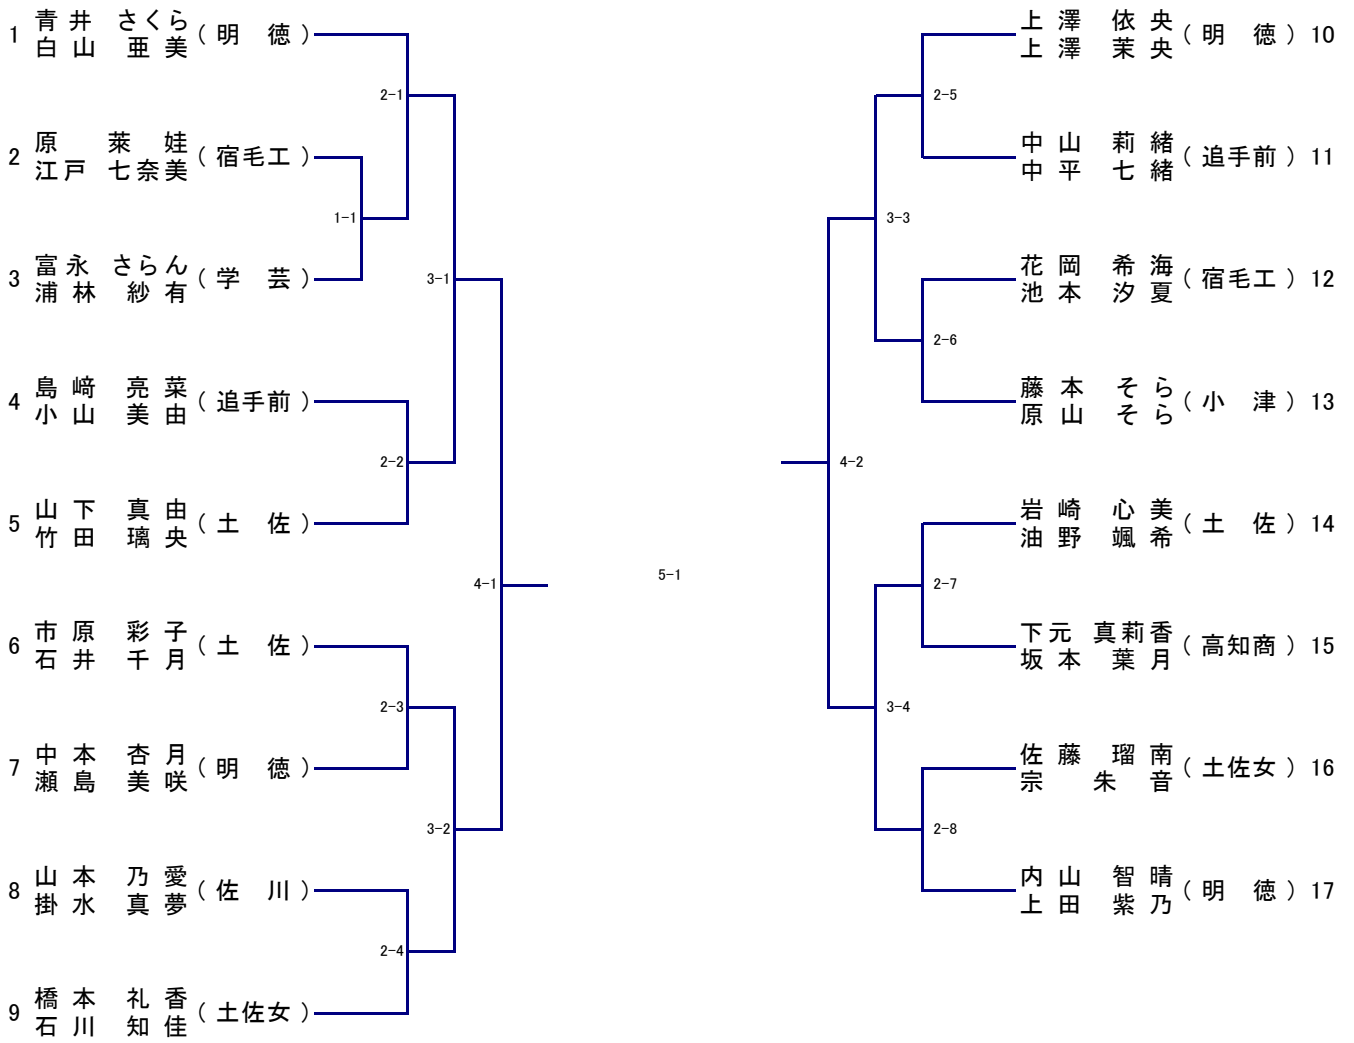 1 青井 さくら 白山 亜美 (明 徳)
2-1
2 原 萊娃 江戸 七奈美 (宿毛工)
1-1
3 富永 さらん 浦林 紗有 (学 芸)
3-1
4 島﨑 亮菜 小山 美由 (追手前)
2-2
5 山下 真由 竹田 璃央 (土 佐)
4-1
6 市原 彩子 石井 千月 (土 佐)
2-3
7 中本 杏月 瀬島 美咲 (明 徳)
3-2
8 山本 乃愛 掛水 真夢 (佐 川)
2-4
9 橋本 礼香 石川 知佳 (土佐女)
5-1
上澤 依央 上澤 茉央 (明 徳) 10
2-5
中山 莉緒 中平 七緒 (追手前) 11
3-3
花岡 希海 池本 汐夏 (宿毛工) 12
2-6
藤本 そら 原山 そら (小 津) 13
4-2
岩崎 心美 油野 颯希 (土 佐) 14
2-7
下元 真莉香 坂本 葉月 (高知商) 15
3-4
佐藤 瑠南 宗 朱音 (土佐女) 16
2-8
内山 智晴 上田 紫乃 (明 徳) 17